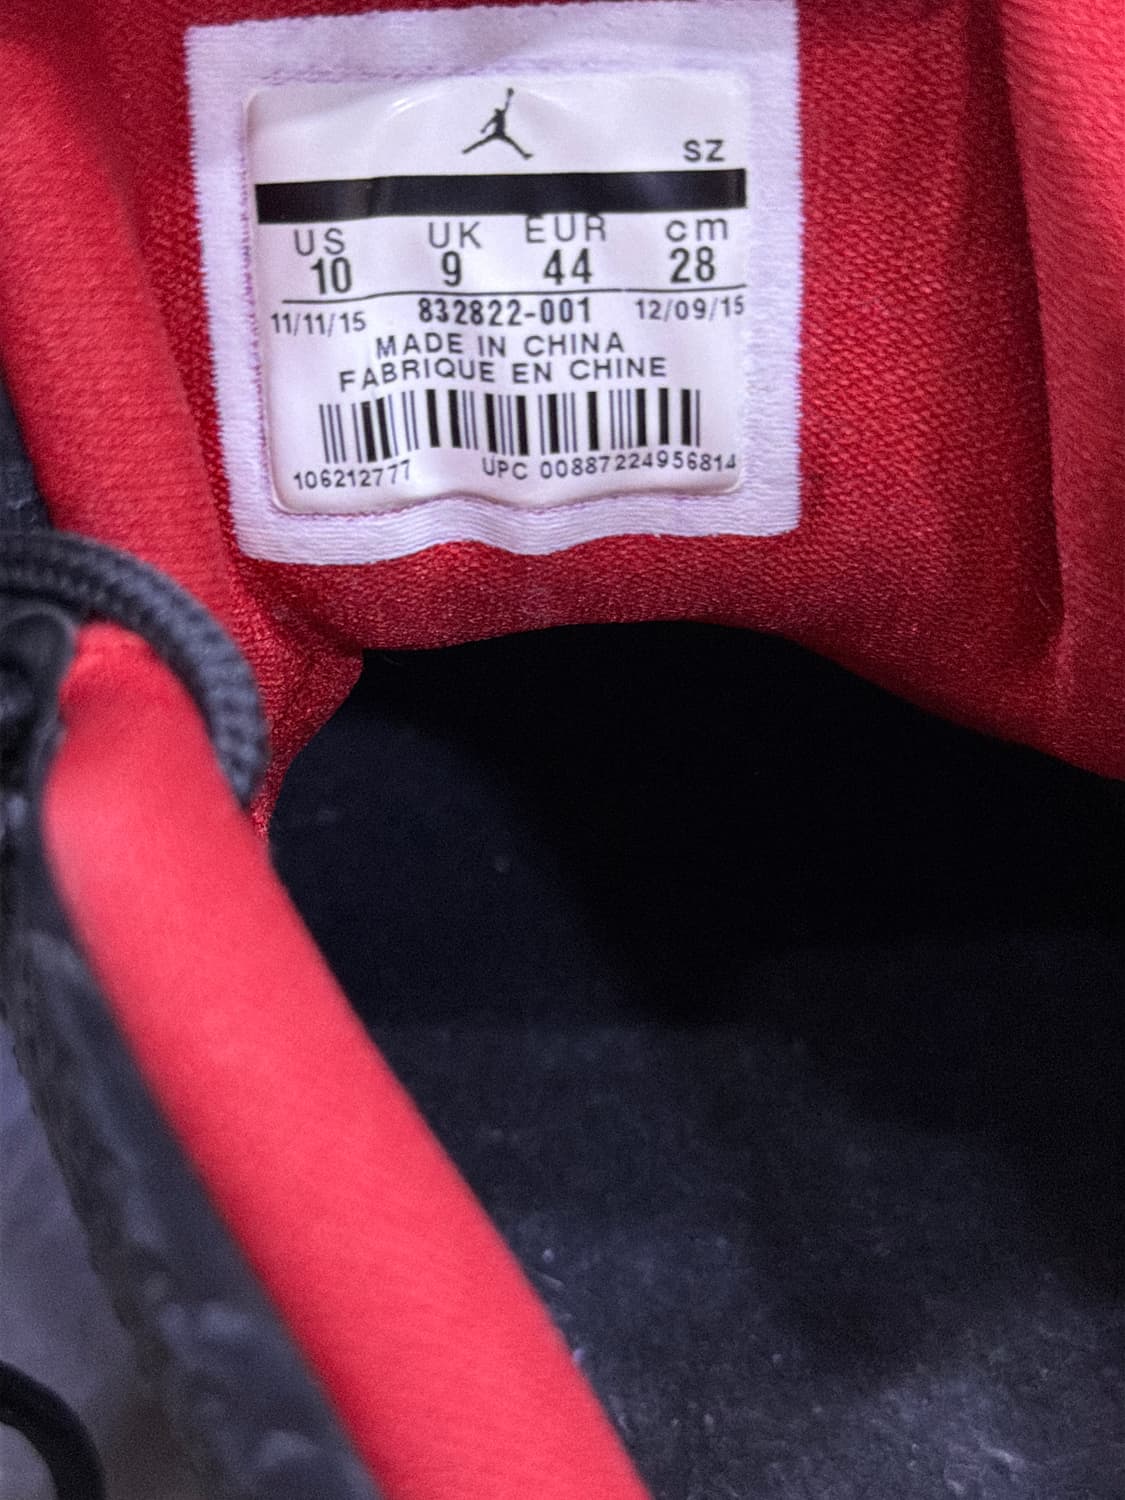 SZ
US UK EUR cm
10 9 44 28
11/11/15 832822-001 12/09/15
MADE IN CHINA
FABRIQUE EN CHINE
106212777 UPC 00887224956814